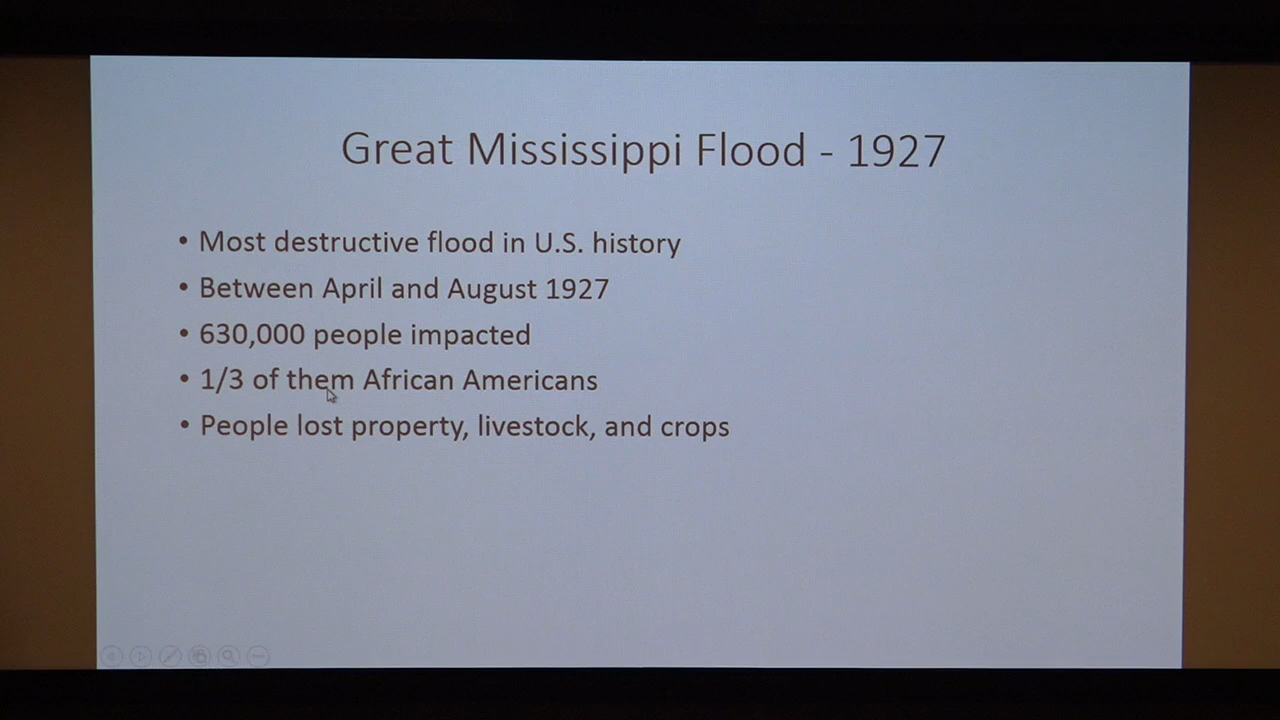 Great Mississippi Flood - 1927
• Most destructive flood in U.S. history
• Between April and August 1927
• 630,000 people impacted
• 1/3 of them African Americans
• People lost property, livestock, and crops